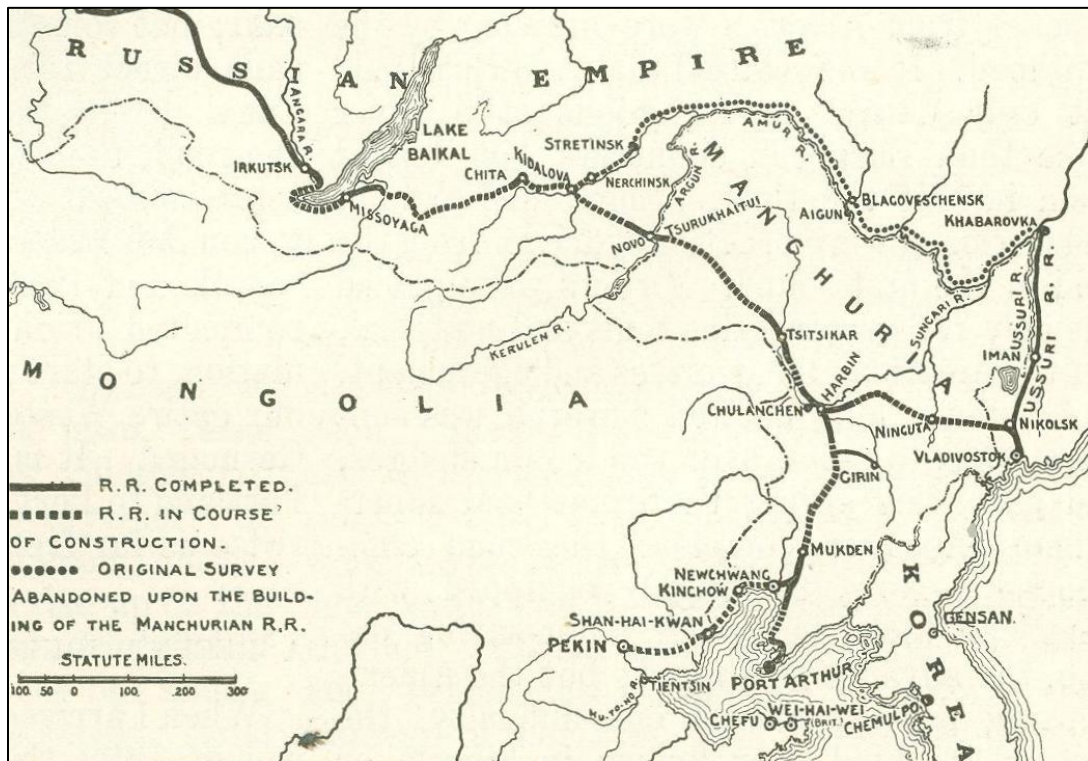 RUSSIAN EMPIRE
ANGARA R.
LAKE
BAIKAL
IRKUTSK
MISSOYAGA
CHITA
KIDALOVA
STRETINSK
NERCHINSK
AMUR R.
ARGUN R.
MANCHURIA
BLAGOVESCHENSK
AIGUN
KHABAROVKA
NOVO TSURUKHAITUI
KERULEN R.
TSITSIKAR
SUNGARI R.
USSURI R.
USSURI R. R.
IMAN
MONGOLIA
CHULANCHEN
HARBIN
NINGUTA
NIKOLSK
VLADIVOSTOK
GIRIN
R.R. COMPLETED.
R.R. IN COURSE
OF CONSTRUCTION.
ORIGINAL SURVEY
ABANDONED UPON THE BUILD-
ING OF THE MANCHURIAN R.R.
STATUTE MILES.
100 50 0 100 200 300
MUKDEN
NEWCHWANG
KINCHOW
SHAN-HAI-KWAN
PEKIN
TIENTSIN
HU-TO-HO R.
PORT ARTHUR
WEI-HAI-WEI
(BRIT.)
CHEFU
CHEMULPO
GENSAN.
KOREA